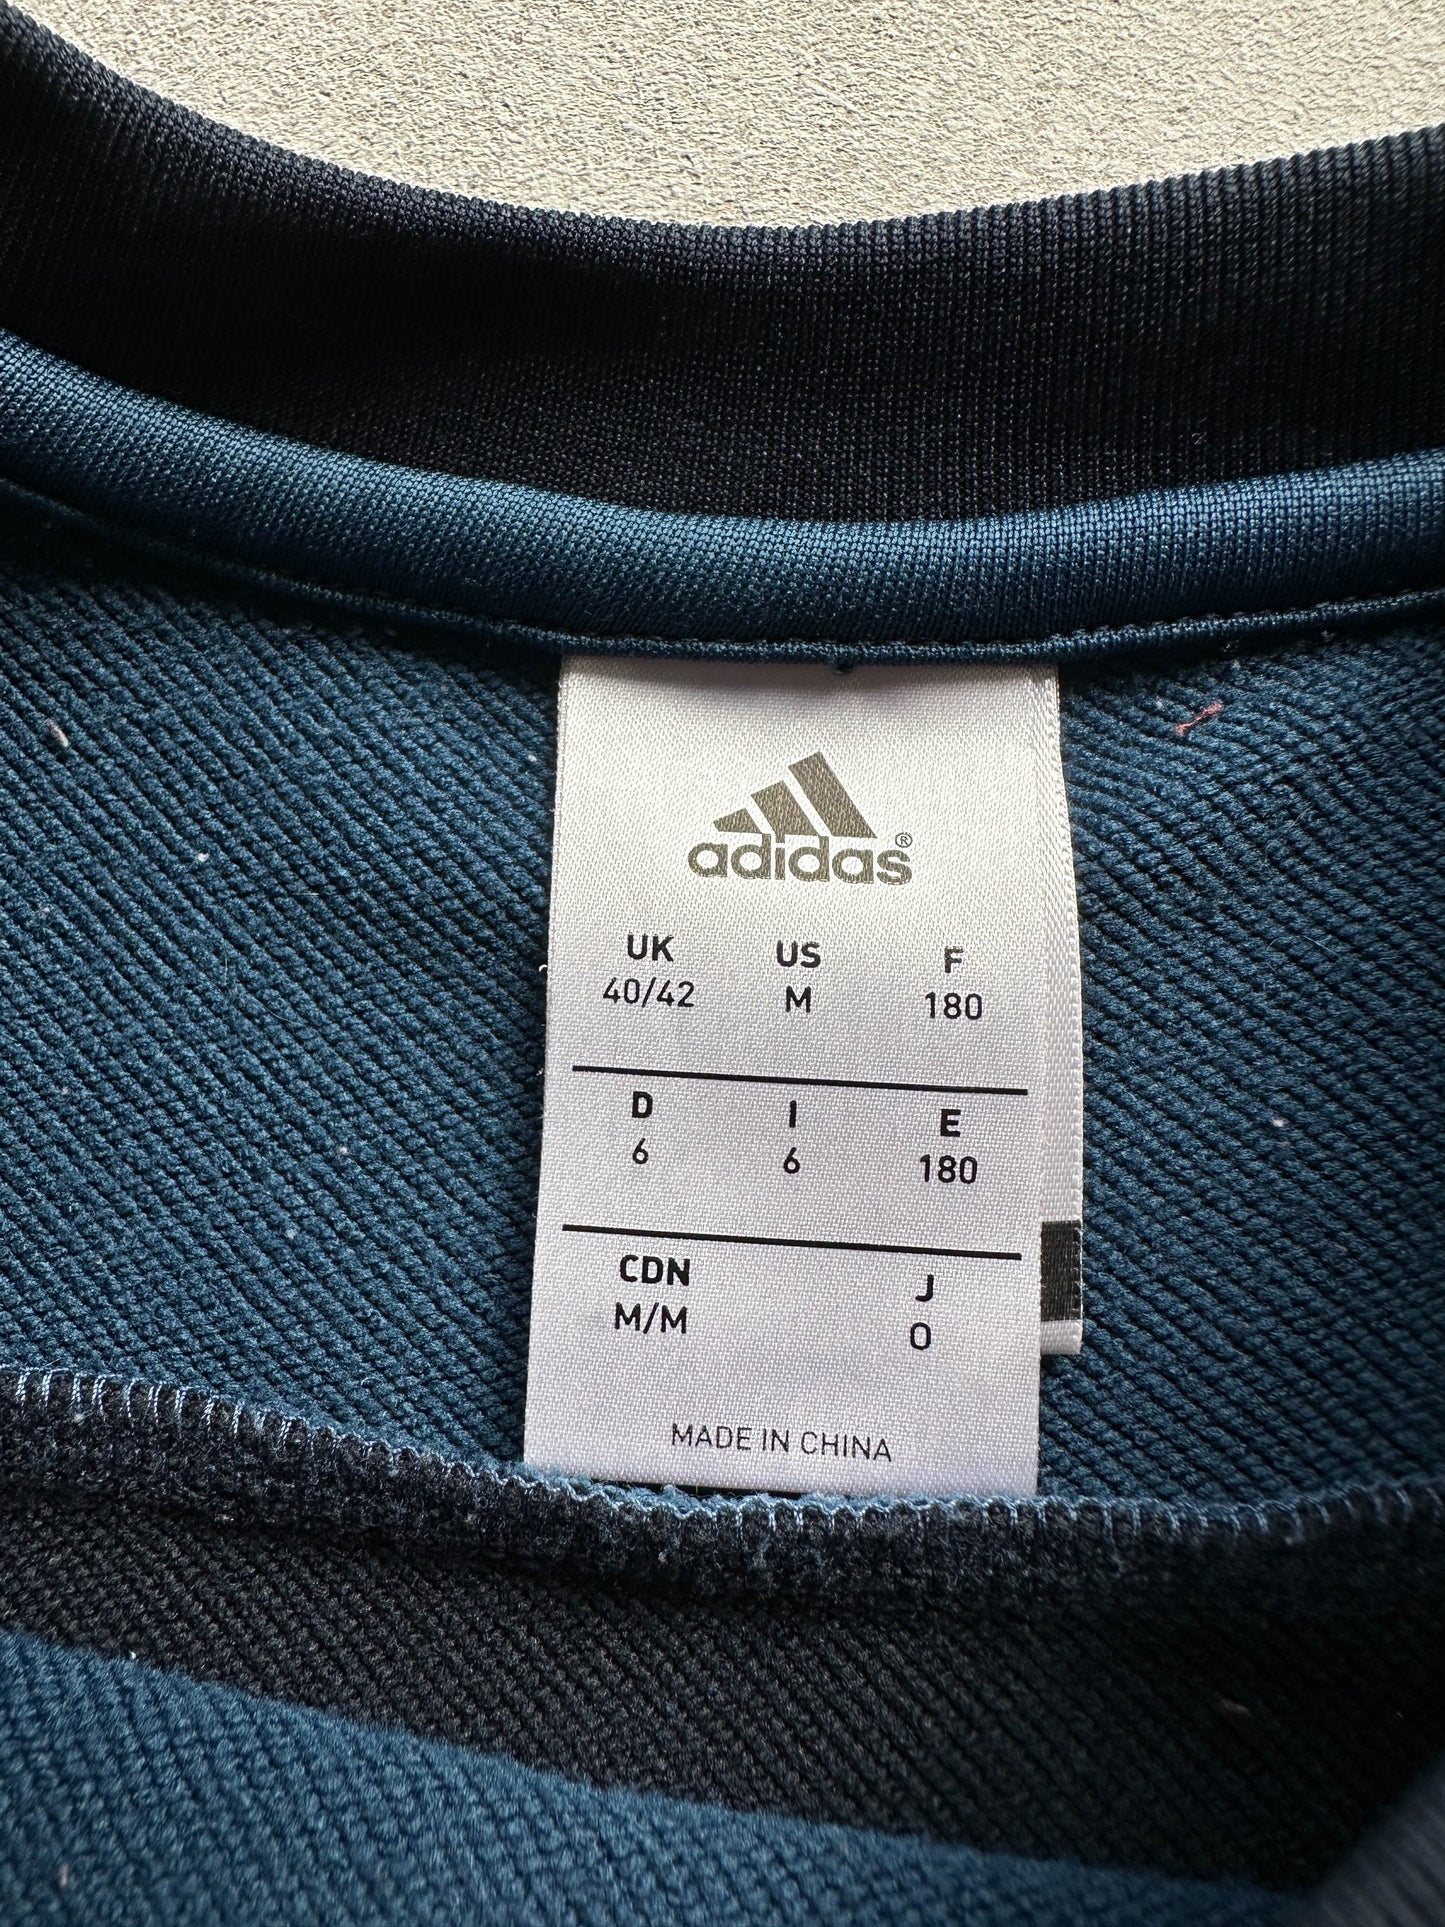 adidas®
UK US F
40/42 M 180
D I E
6 6 180
CDN J
M/M O
MADE IN CHINA